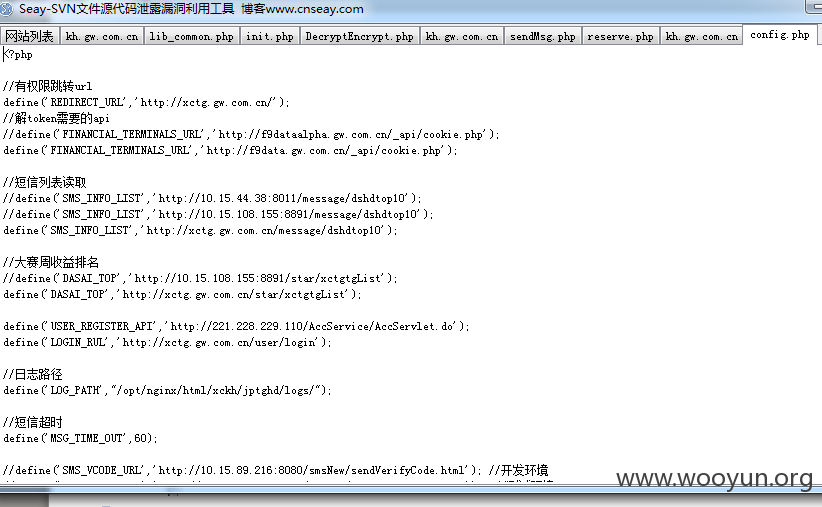 Seay-SVN文件源代码泄露漏洞利用工具 博客www.cnseay.com
网站列表 kh.gw.com.cn lib_common.php init.php DecryptEncrypt.php kh.gw.com.cn sendMsg.php reserve.php kh.gw.com.cn config.php
<?php
//有权限跳转url
define('REDIRECT_URL','http://xctg.gw.com.cn/');
//解token需要的api
//define('FINANCIAL_TERMINALS_URL','http://f9dataalpha.gw.com.cn/_api/cookie.php');
define('FINANCIAL_TERMINALS_URL','http://f9data.gw.com.cn/_api/cookie.php');
//短信列表读取
//define('SMS_INFO_LIST','http://10.15.44.38:8011/message/dshdtop10');
//define('SMS_INFO_LIST','http://10.15.108.155:8891/message/dshdtop10');
define('SMS_INFO_LIST','http://xctg.gw.com.cn/message/dshdtop10');
//大赛周收益排名
//define('DASAI_TOP','http://10.15.108.155:8891/star/xctgtgList');
define('DASAI_TOP','http://xctg.gw.com.cn/star/xctgtgList');
define('USER_REGISTER_API','http://221.228.229.110/AccService/AccServlet.do');
define('LOGIN_RUL','http://xctg.gw.com.cn/user/login');
//日志路径
define('LOG_PATH',"/opt/nginx/html/xckh/jptghd/logs/");
//短信超时
define('MSG_TIME_OUT',60);
//define('SMS_VCODE_URL','http://10.15.89.216:8080/smsNew/sendVerifyCode.html'); //开发环境
www.wooyun.org